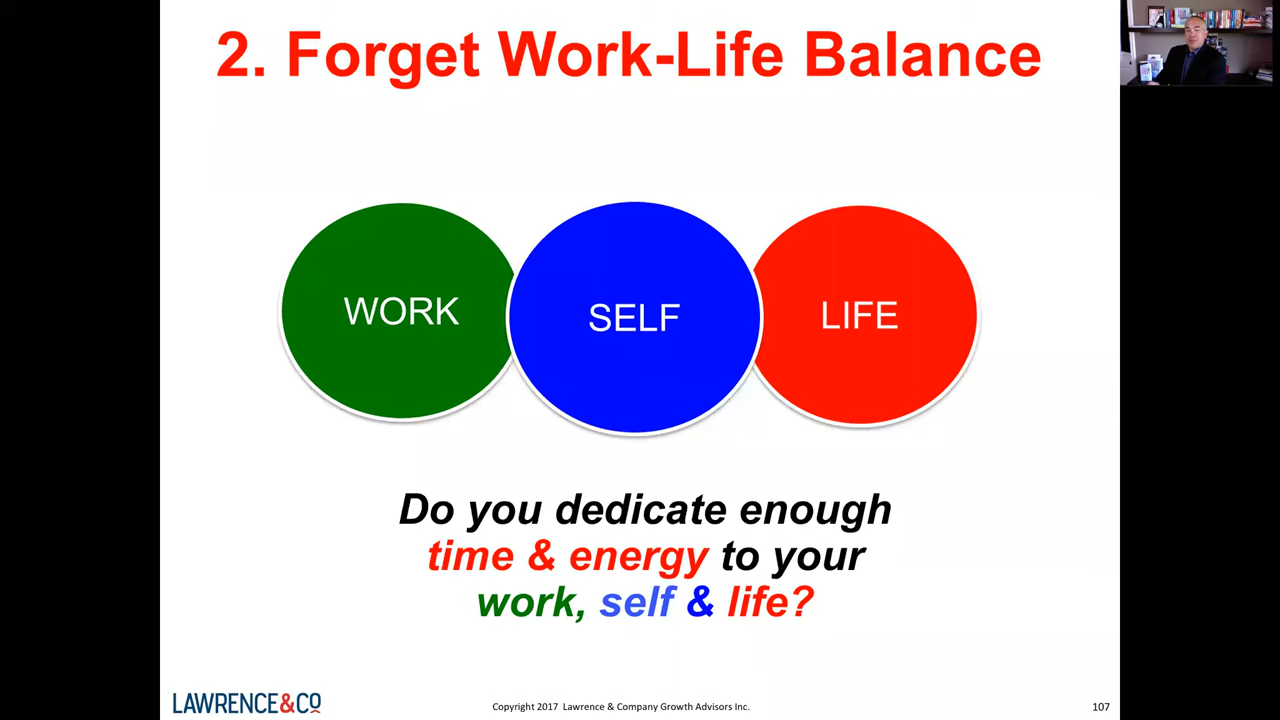 2. Forget Work-Life Balance
WORK
SELF
LIFE
Do you dedicate enough
time & energy to your
work, self & life?
LAWRENCE&CO
Copyright 2017 Lawrence & Company Growth Advisors Inc.
107